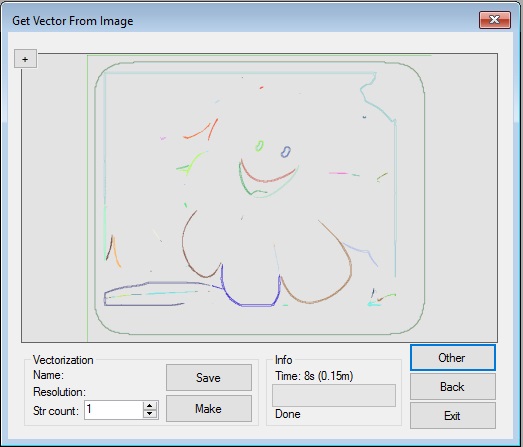 Get Vector From Image
+
Vectorization
Name:
Resolution:
Str count: 1
Save
Make
Info
Time: 8s (0.15m)
Done
Other
Back
Exit